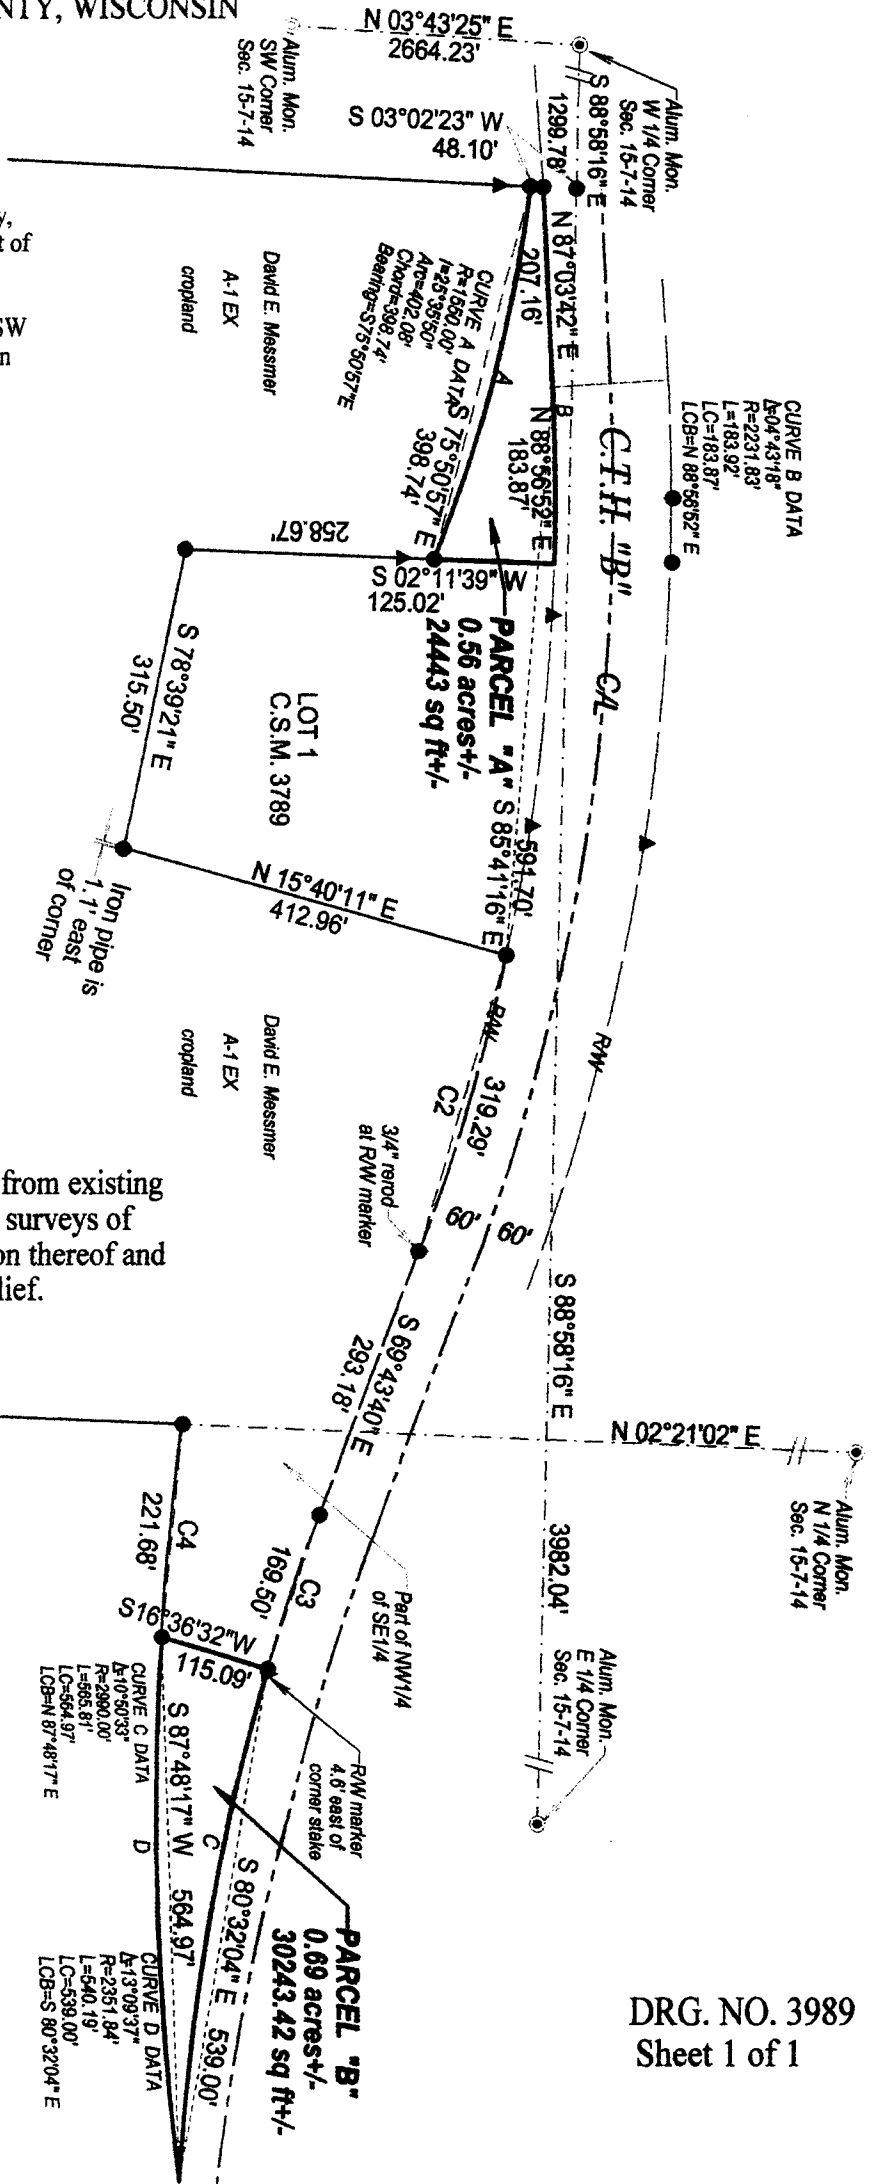 NTY, WISCONSIN
N 03°43'25" E
2664.23'
Alum. Mon.
SW Corner
Sec. 15-7-14
Alum. Mon.
W 1/4 Corner
Sec. 15-7-14
S 88°58'16" E
1299.78'
S 03°02'23" W
48.10'
y,
t of
SW
n
N 87°03'42" E
207.16'
David E. Messmer
A-1 EX
cropland
CURVE A DATA
R=1560.00'
Arc=402.08'
Chord=398.74'
Bearing=S75°50'57"E
A
S 75°50'57" E
398.74'
B
N 88°56'52" E
183.87'
C.T.H. "B"
CURVE B DATA
Δ=04°43'18"
R=2231.83'
L=183.92'
LC=183.87'
LCB=N 88°56'52" E
258.67'
S 02°11'39" W
125.02'
PARCEL "A"
0.56 acres+/-
24443 sq ft+/-
C/L
S 78°39'21" E
315.50'
LOT 1
C.S.M. 3789
S 85°41'16" E
591.70'
N 15°40'11" E
412.96'
Iron pipe is
1.1' east
of corner
R/W
R/W
David E. Messmer
A-1 EX
cropland
319.29'
C2
3/4" rerod
at R/W marker
60' 60'
from existing
surveys of
on thereof and
lief.
S 88°58'16" E
S 69°43'40" E
293.18'
N 02°21'02" E
Alum. Mon.
N 1/4 Corner
Sec. 15-7-14
3982.04'
C4
221.68'
C3
169.50'
Part of NW1/4
of SE1/4
Alum. Mon.
E 1/4 Corner
Sec. 15-7-14
S16°36'32"W
115.09'
R/W marker
4.6' east of
corner stake
CURVE C DATA
Δ=10°50'33"
R=2990.00'
L=565.81'
LC=564.97'
LCB=N 87°48'17" E
S 87°48'17" W 564.97'
C
D
S 80°32'04" E 539.00'
PARCEL "B"
0.69 acres+/-
30243.42 sq ft+/-
CURVE D DATA
Δ=13°09'37"
R=2351.84'
L=540.19'
LC=539.00'
LCB=S 80°32'04" E
DRG. NO. 3989
Sheet 1 of 1